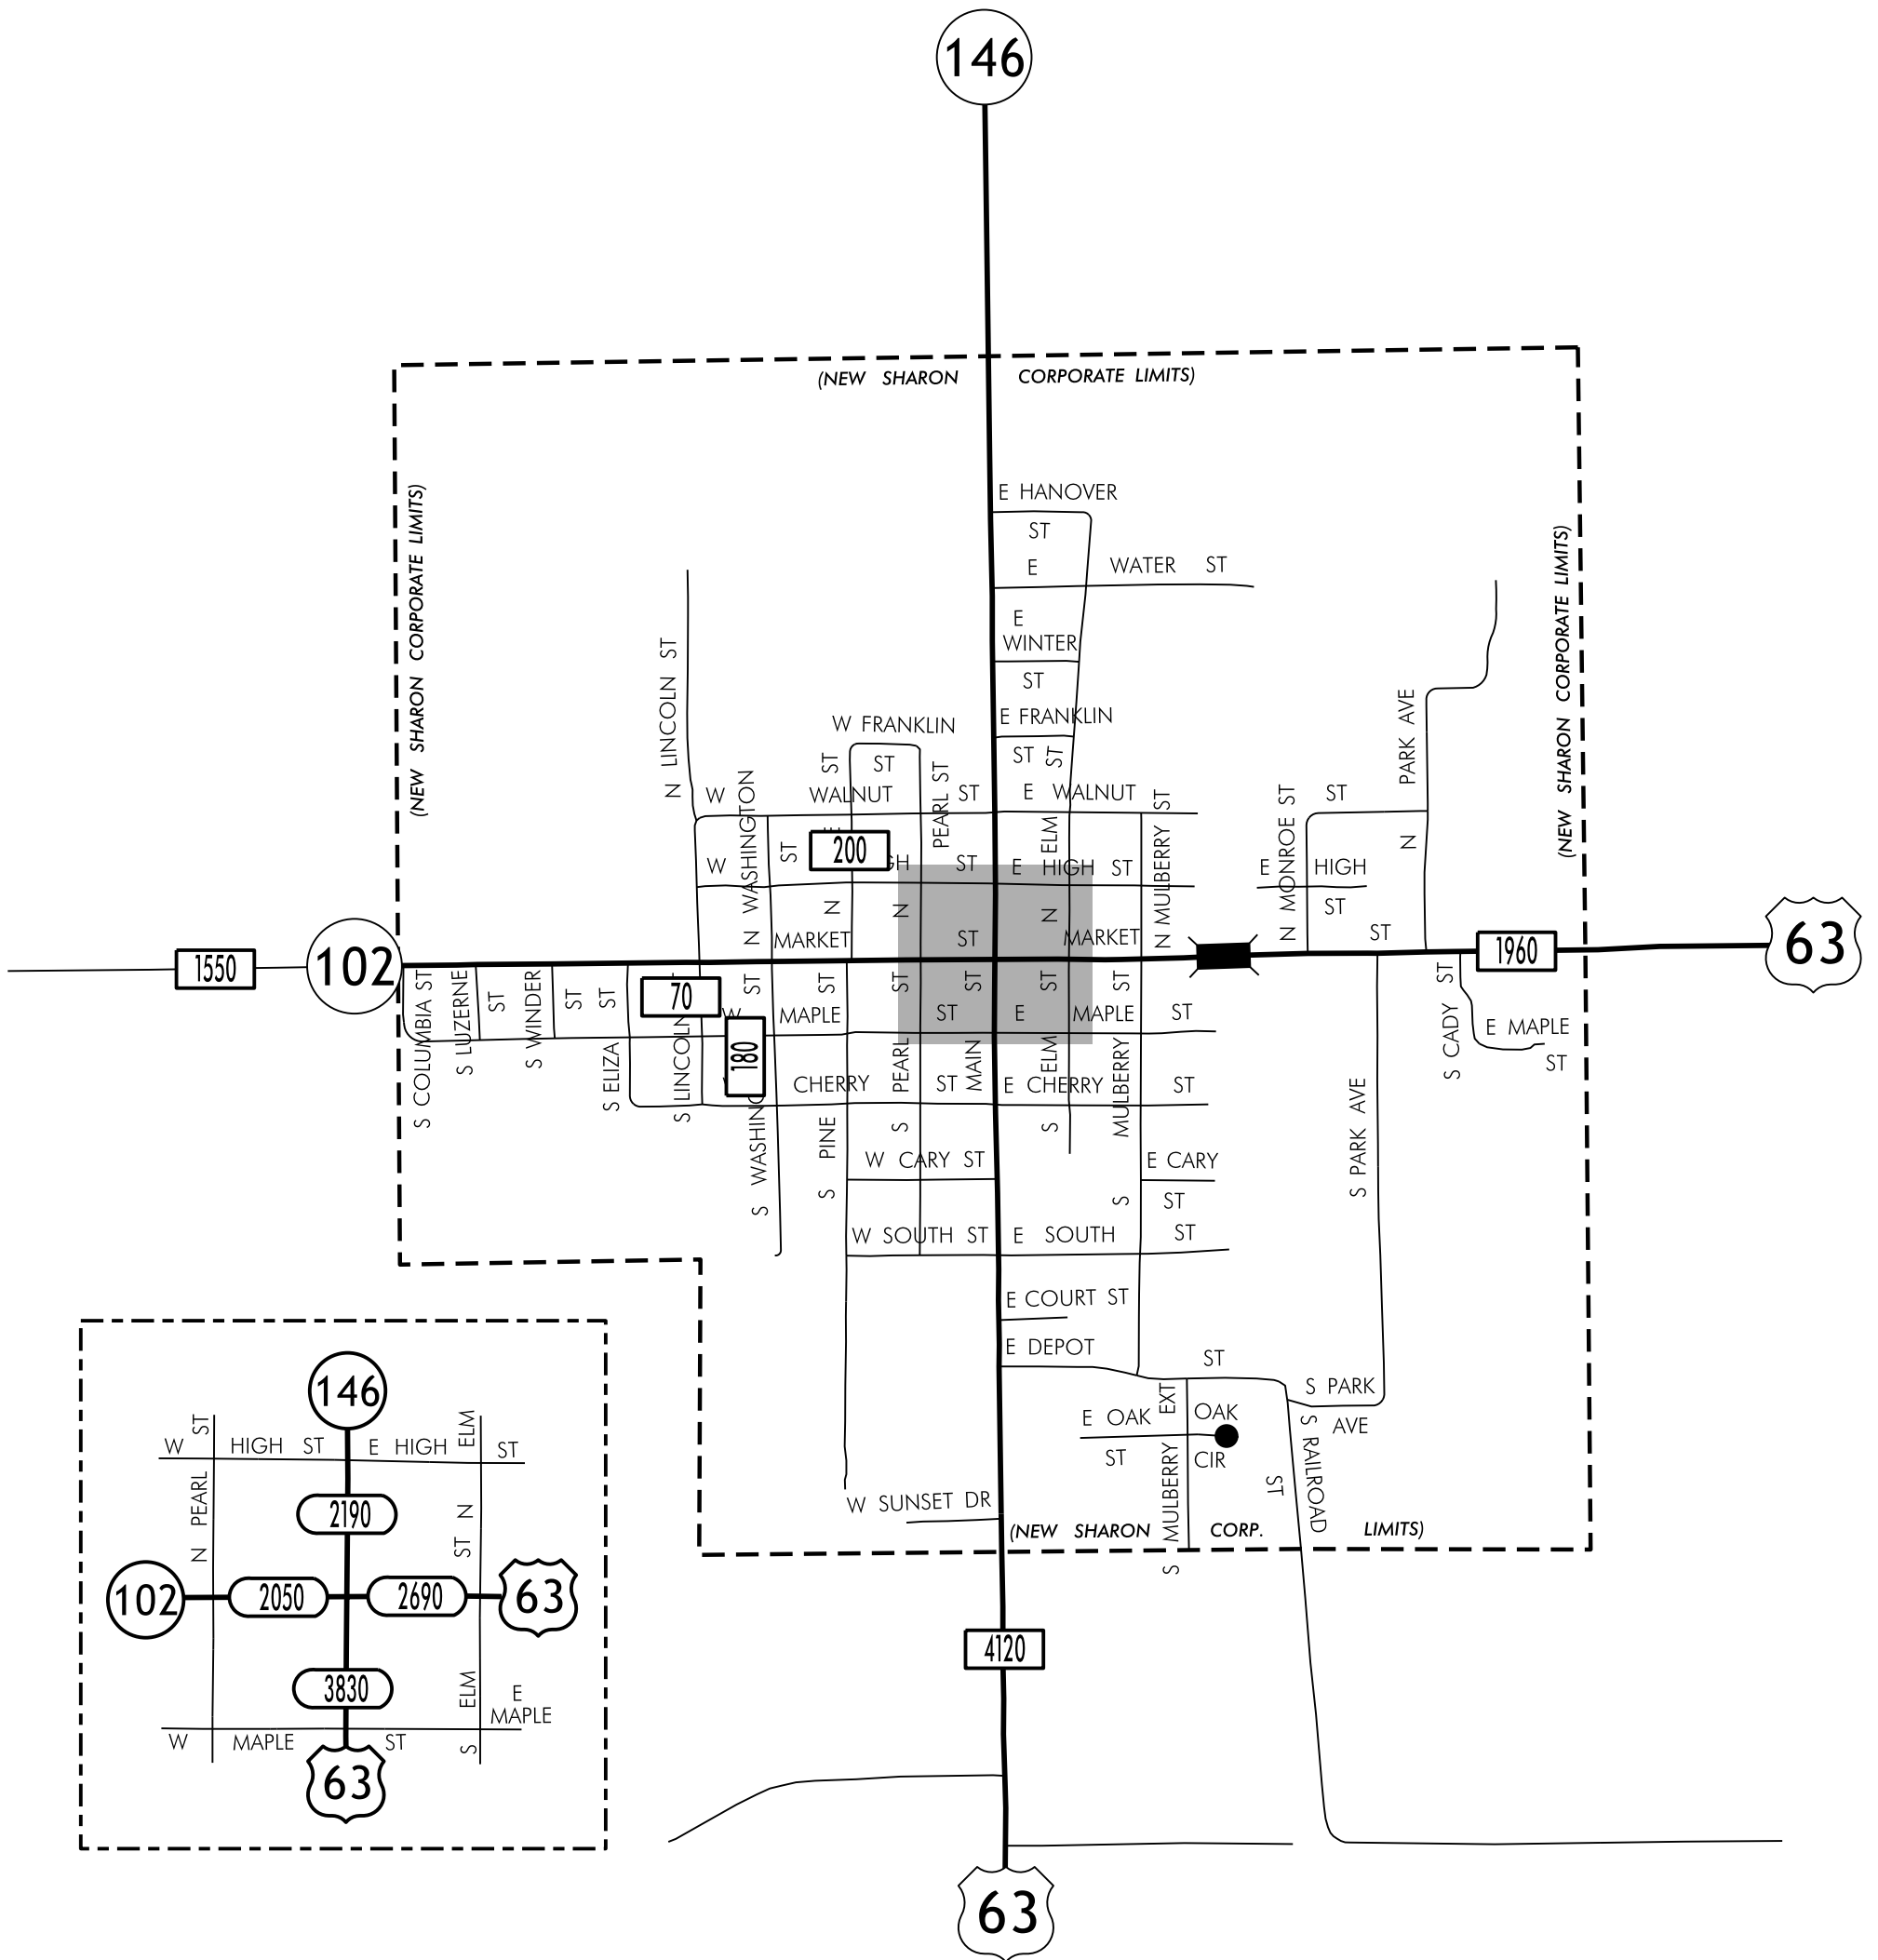 146
(NEW SHARON CORPORATE LIMITS)
(NEW SHARON CORPORATE LIMITS)
(NEW SHARON CORPORATE LIMITS)
E HANOVER
ST
E WATER ST
E
WINTER
ST
N LINCOLN ST
PARK AVE
N
W FRANKLIN
ST
E FRANKLIN
ST
ST
ST
W WALNUT ST
E WALNUT ST
N WASHINGTON
ST
PEARL ST
N
ELM
N
N MULBERRY ST
N MONROE ST
ST
200
W
ST
E HIGH ST
E HIGH
ST
N
MARKET ST
MARKET
ST
1550
102
1960
63
S COLUMBIA ST
S LUZERNE
ST
S WINDER
ST
S ELIZA
ST
S LINCOLN
70
ST
180
MAPLE ST
E MAPLE ST
S CADY ST
E MAPLE
ST
CHERRY ST
E CHERRY ST
S WASHING
S PINE ST
S PEARL ST
MAIN ST
S ELM ST
S MULBERRY ST
S PARK AVE
W CARY ST
E CARY
ST
W SOUTH ST
E SOUTH ST
E COURT ST
E DEPOT ST
S PARK
AVE
E OAK
ST
OAK
CIR
S MULBERRY EXT
S RAILROAD
ST
W SUNSET DR
(NEW SHARON CORP. LIMITS)
4120
63
146
W HIGH ST
E HIGH ST
N PEARL ST
N ELM
ST
2190
102
2050
2690
63
3830
S ELM
E
MAPLE
W MAPLE ST
63